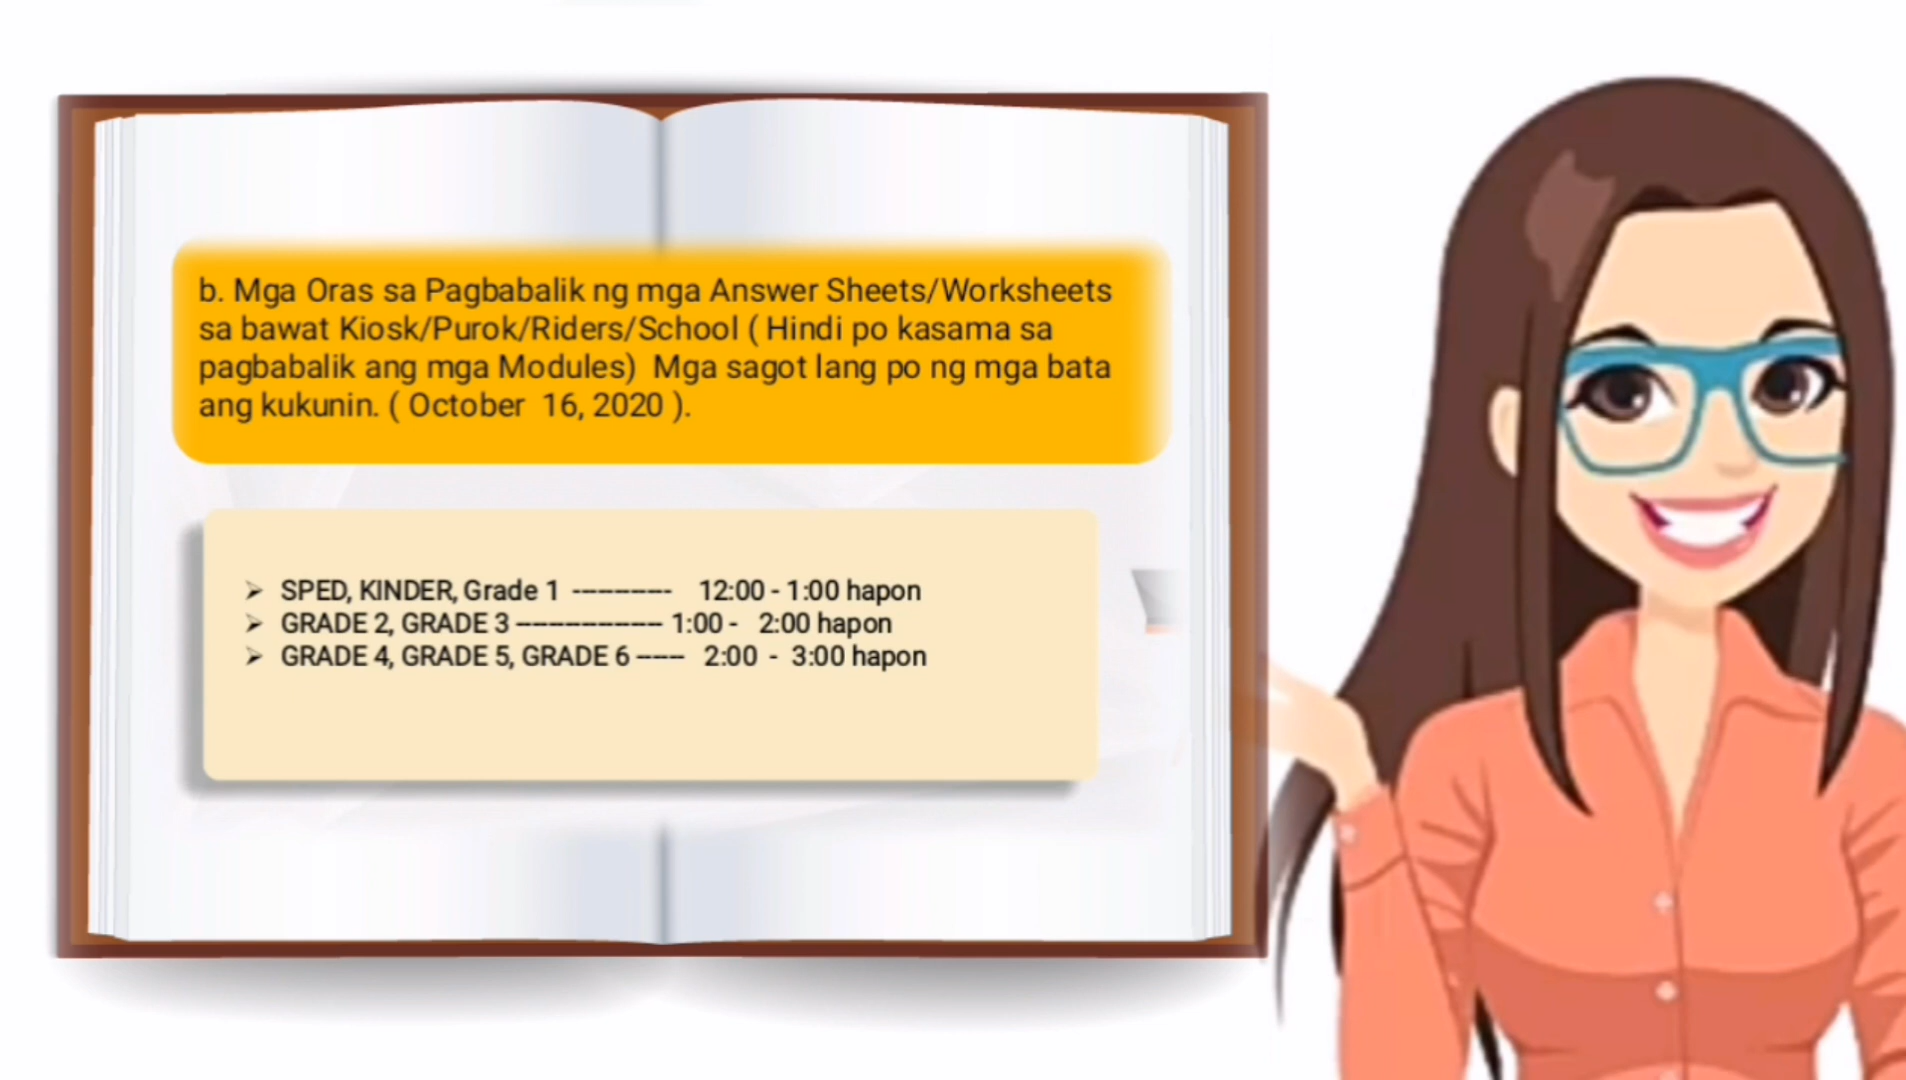 b. Mga Oras sa Pagbabalik ng mga Answer Sheets/Worksheets
sa bawat Kiosk/Purok/Riders/School ( Hindi po kasama sa
pagbabalik ang mga Modules)  Mga sagot lang po ng mga bata
ang kukunin. ( October  16, 2020 ).
➢ SPED, KINDER, Grade 1 ----------- 12:00 - 1:00 hapon
➢ GRADE 2, GRADE 3 ---------------- 1:00 -   2:00 hapon
➢ GRADE 4, GRADE 5, GRADE 6 ----- 2:00  -  3:00 hapon